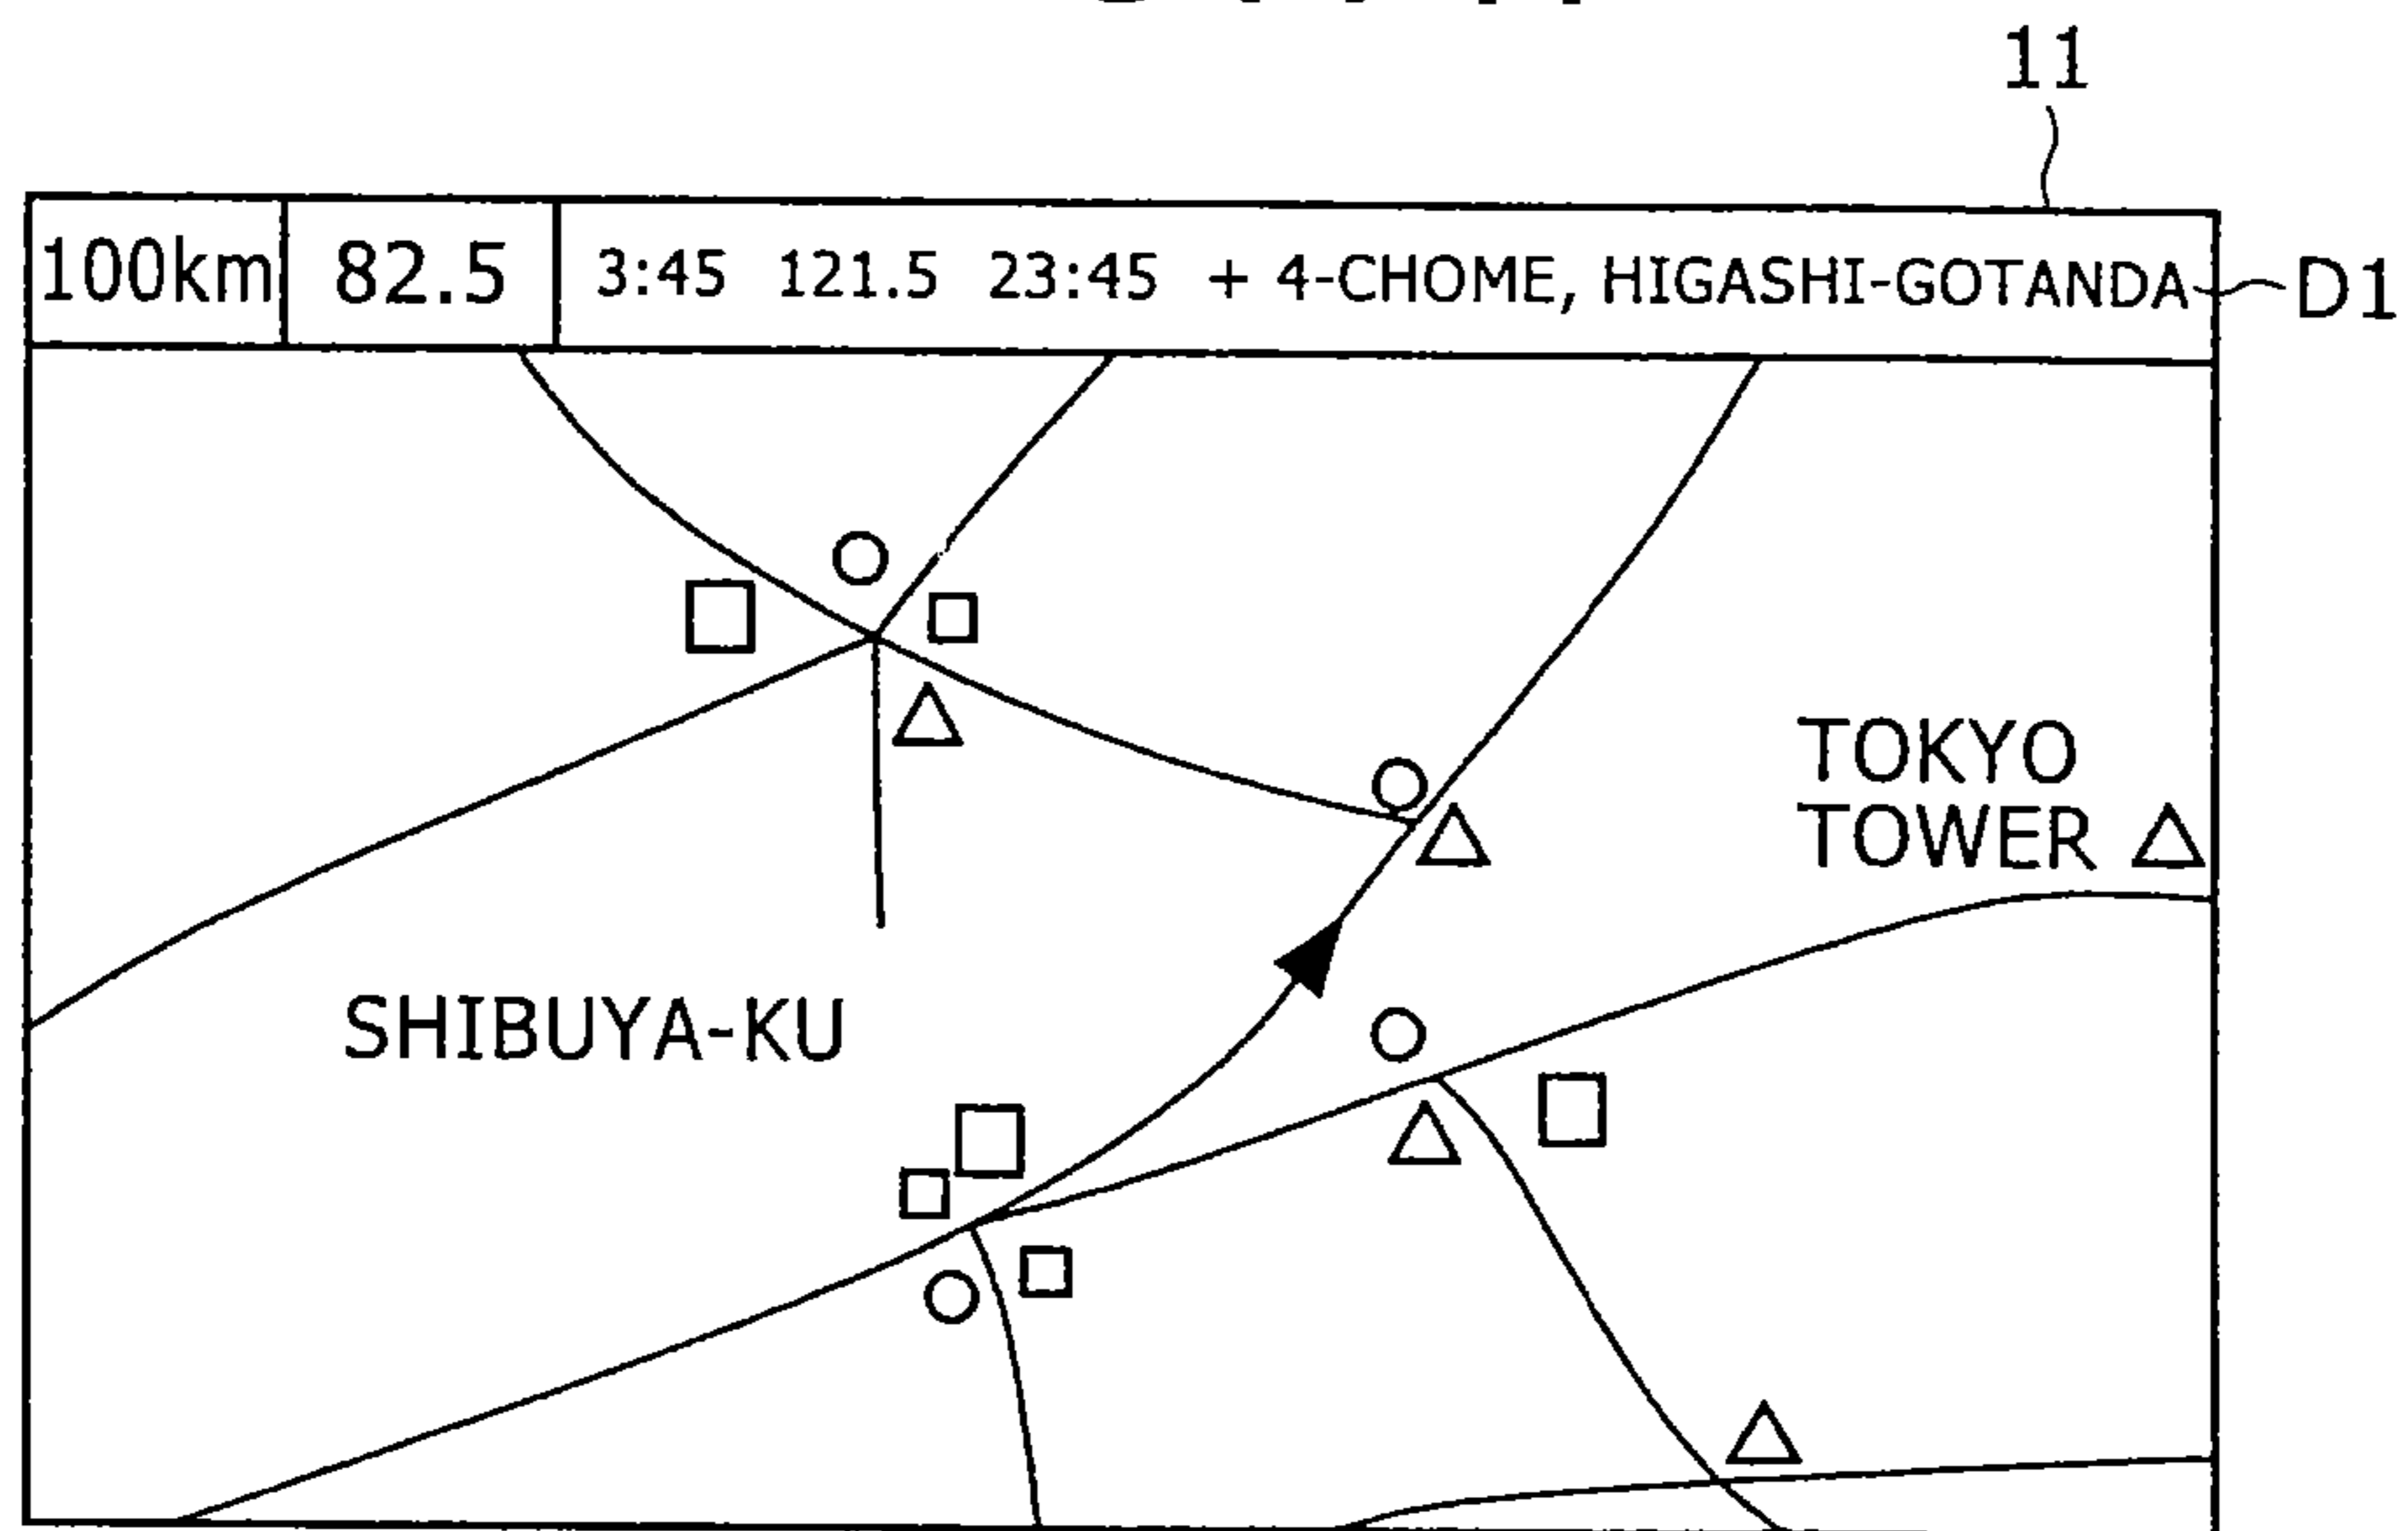 11
100km 82.5 3:45 121.5 23:45 + 4-CHOME, HIGASHI-GOTANDA D1
TOKYO
TOWER
SHIBUYA-KU